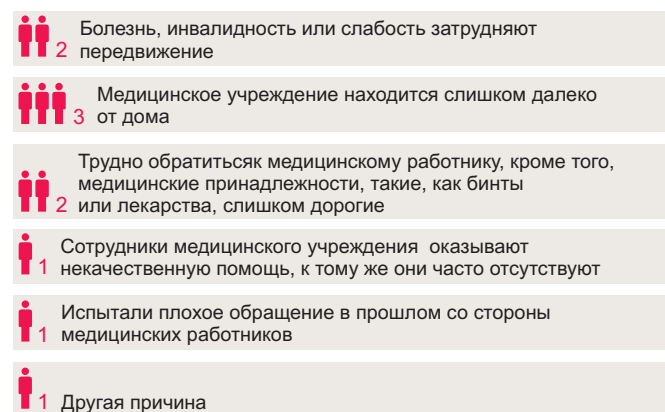 Болезнь, инвалидность или слабость затрудняют
2 передвижение
Медицинское учреждение находится слишком далеко
3 от дома
Трудно обратитьсяк медицинскому работнику, кроме того,
медицинские принадлежности, такие, как бинты
2 или лекарства, слишком дорогие
Сотрудники медицинского учреждения оказывают
1 некачественную помощь, к тому же они часто отсутствуют
Испытали плохое обращение в прошлом со стороны
1 медицинских работников
1 Другая причина